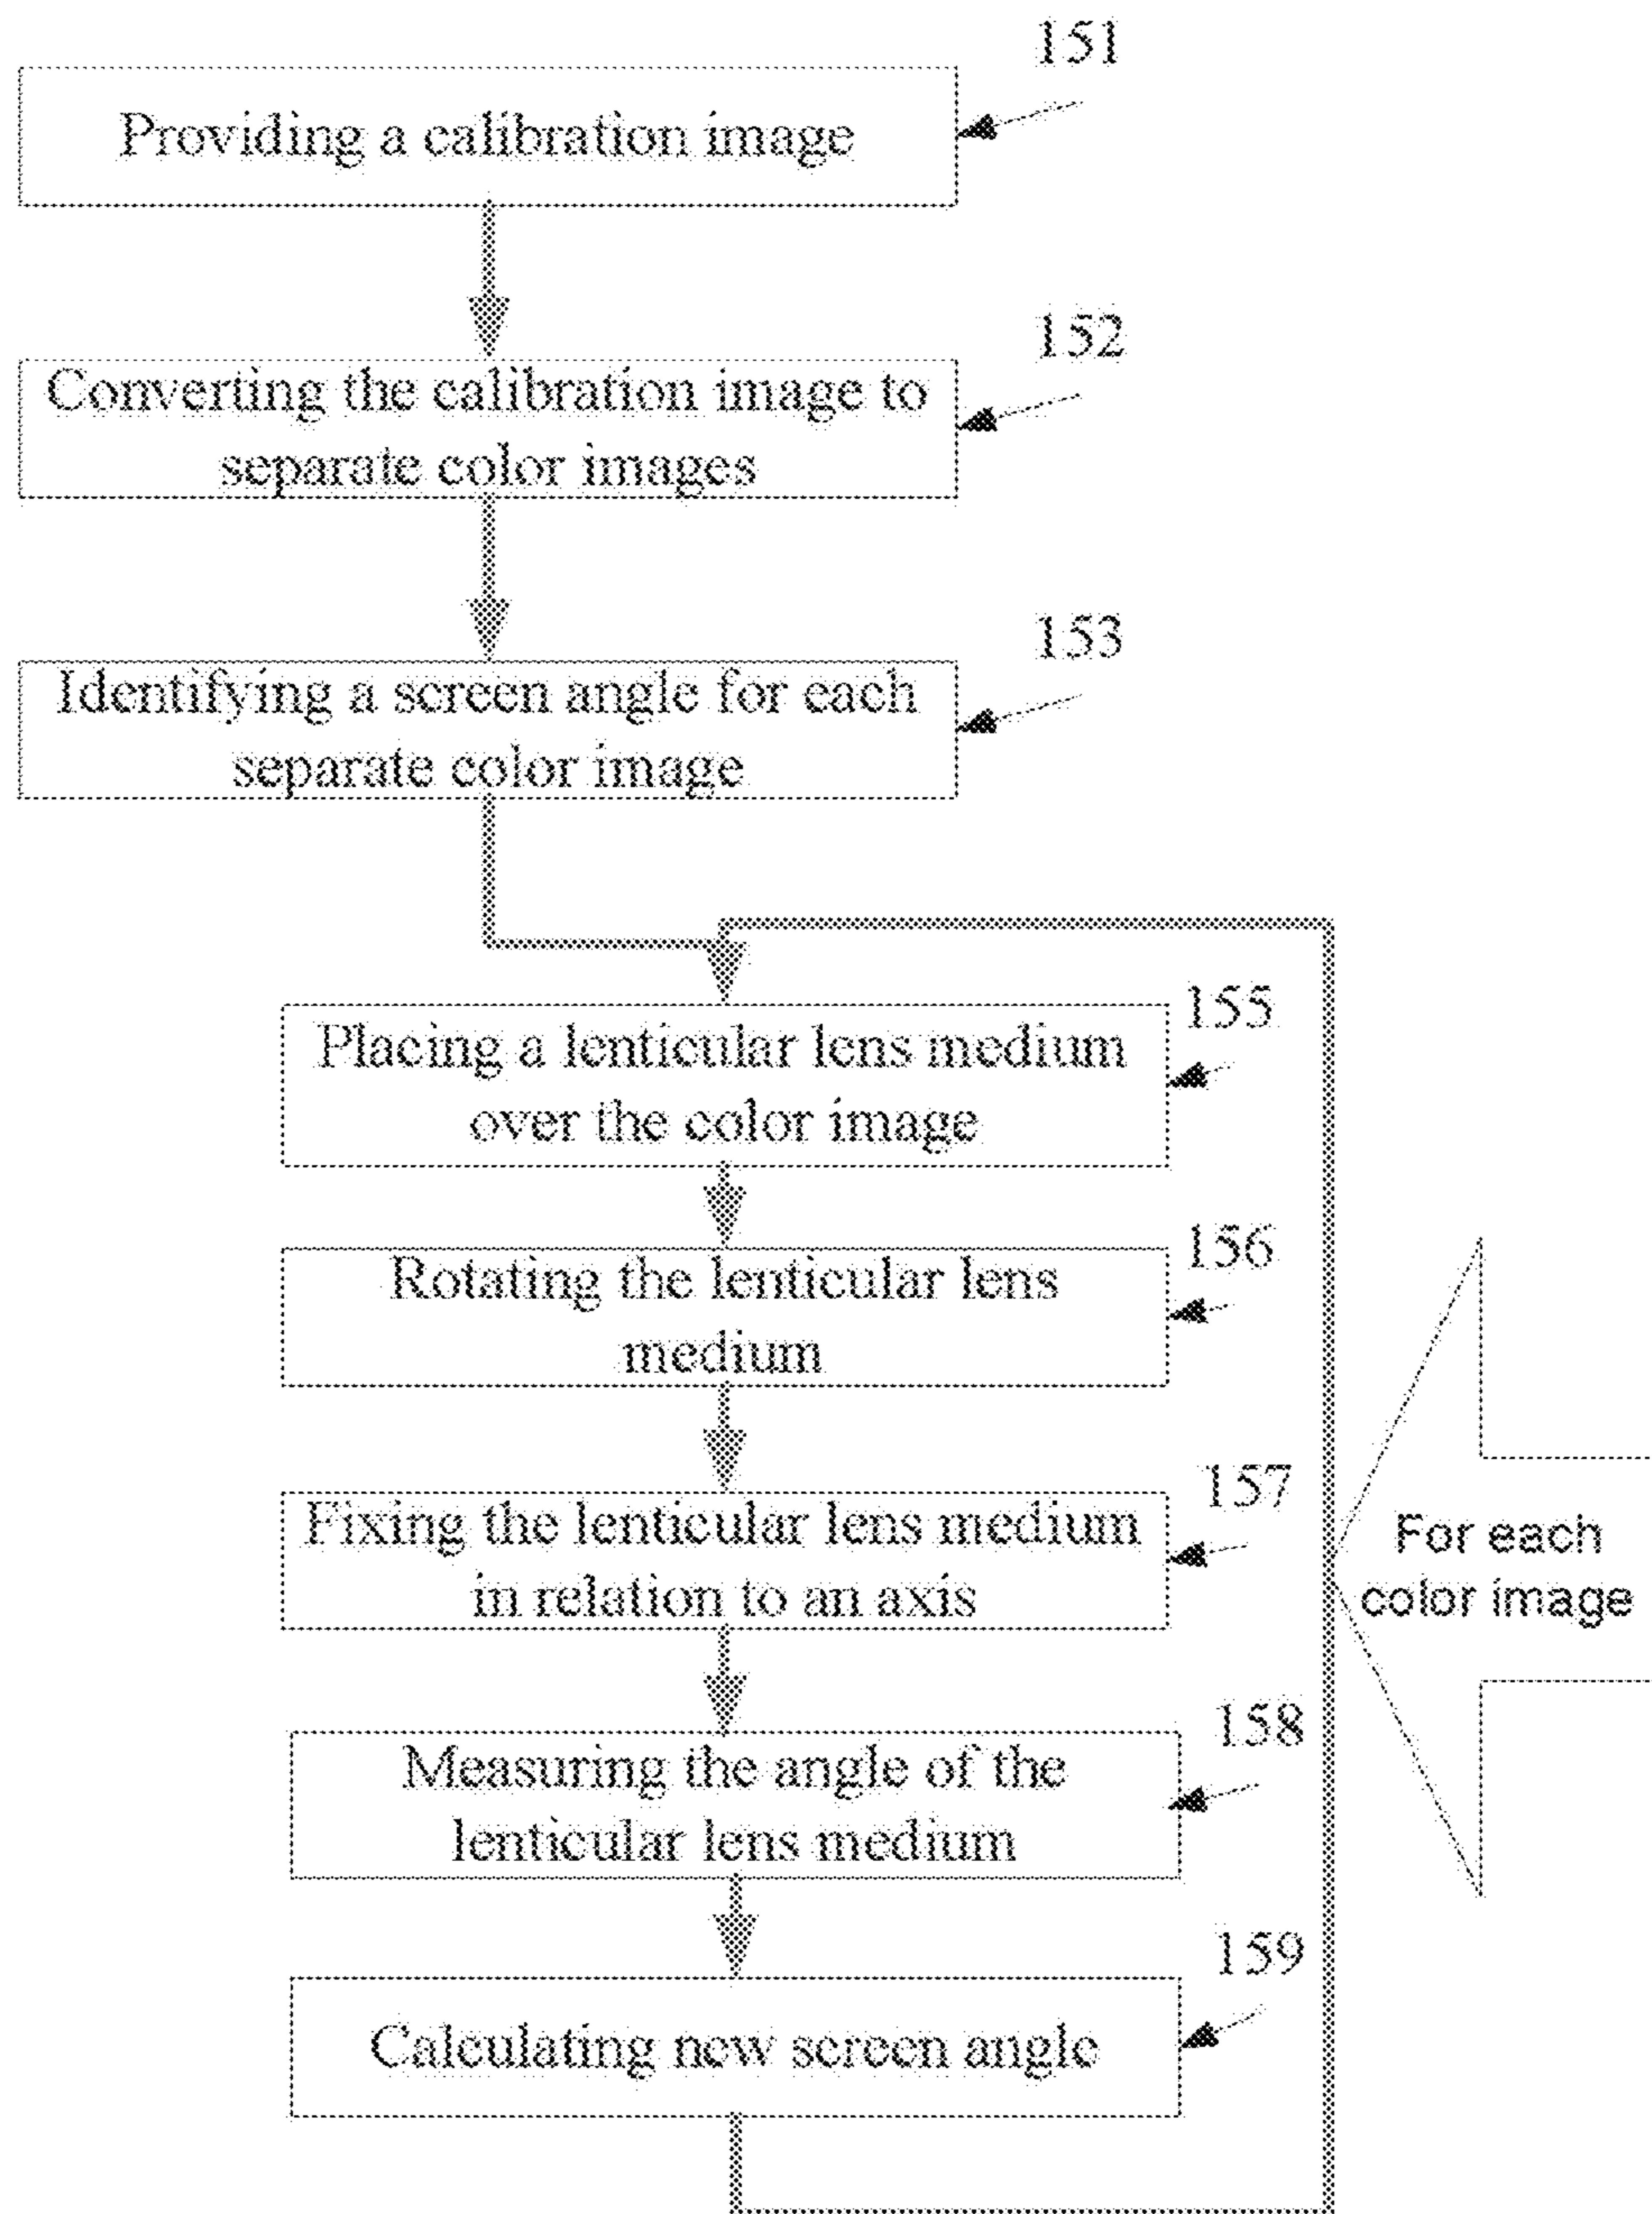 151
Providing a calibration image
152
Converting the calibration image to
separate color images
153
Identifying a screen angle for each
separate color image
155
Placing a lenticular lens medium
over the color image
156
Rotating the lenticular lens
medium
157
Fixing the lenticular lens medium
in relation to an axis
For each
color image
158
Measuring the angle of the
lenticular lens medium
159
Calculating new screen angle